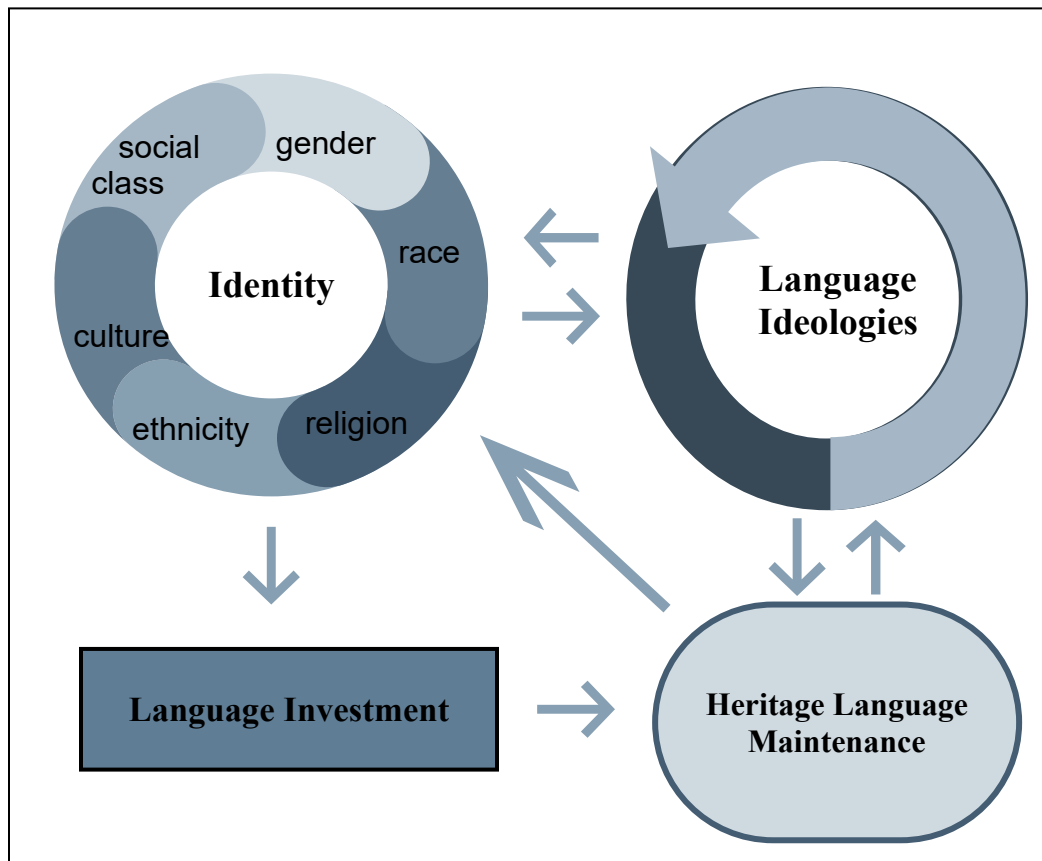 social
class
gender
race
religion
ethnicity
culture
Identity
Language
Ideologies
Language Investment
Heritage Language
Maintenance